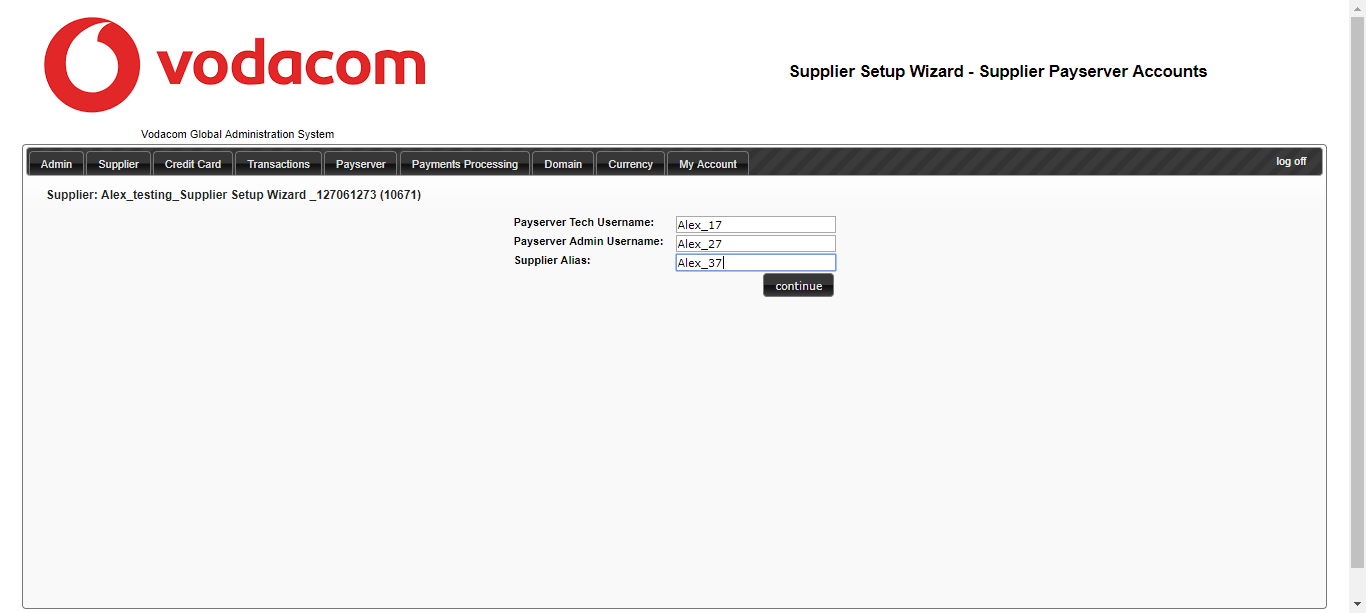 vodacom
Supplier Setup Wizard - Supplier Payserver Accounts
Vodacom Global Administration System
Admin Supplier Credit Card Transactions Payserver Payments Processing Domain Currency My Account log off
Supplier: Alex_testing_Supplier Setup Wizard _127061273 (10671)
Payserver Tech Username: Alex_17
Payserver Admin Username: Alex_27
Supplier Alias: Alex_37
continue